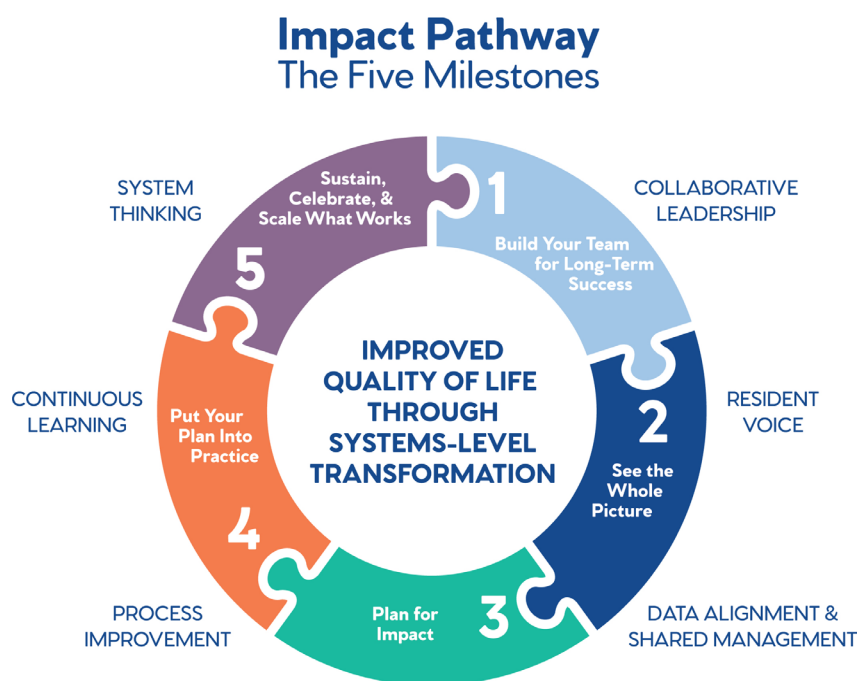 Impact Pathway
The Five Milestones
SYSTEM
THINKING
Sustain,
Celebrate, &
Scale What Works
5
1
Build Your Team
for Long-Term
Success
COLLABORATIVE
LEADERSHIP
IMPROVED
QUALITY OF LIFE
THROUGH
SYSTEMS-LEVEL
TRANSFORMATION
CONTINUOUS
LEARNING
Put Your
Plan Into
Practice
4
2
See the
Whole
Picture
RESIDENT
VOICE
PROCESS
IMPROVEMENT
Plan for
Impact
3
DATA ALIGNMENT &
SHARED MANAGEMENT